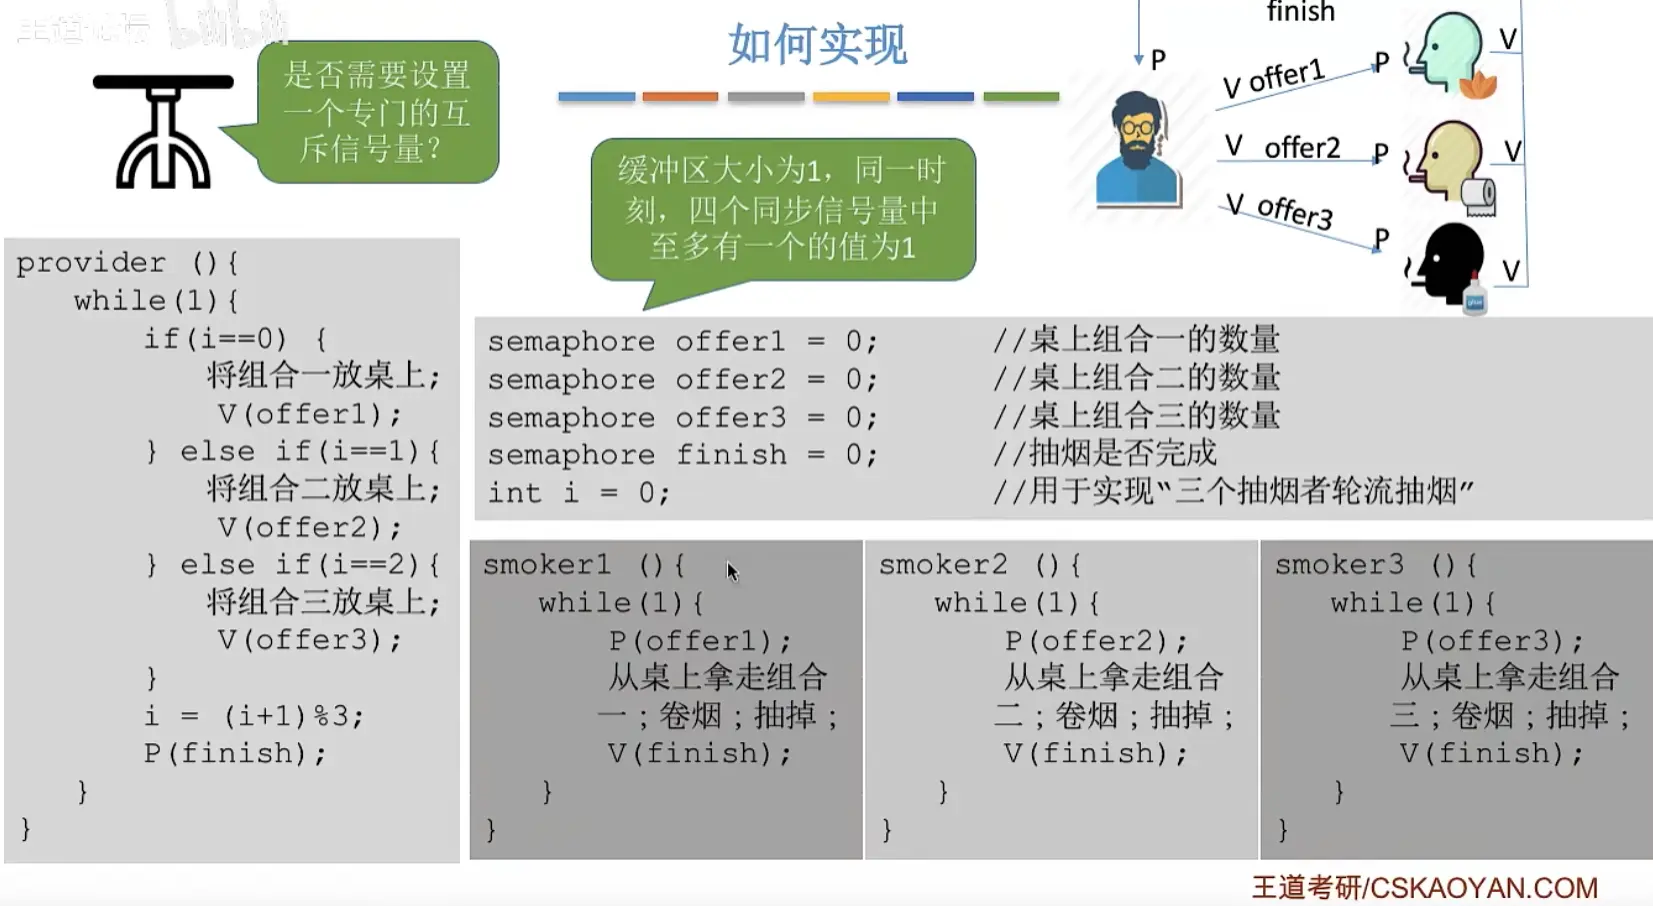 王道论坛 bilibili
如何实现
是否需要设置
一个专门的互
斥信号量？
缓冲区大小为1，同一时
刻，四个同步信号量中
至多有一个的值为1
finish
P
V offer1 P
V
V offer2 P
V
V offer3 P
V
provider (){
while(1){
if(i==0) {
将组合一放桌上;
V(offer1);
} else if(i==1){
将组合二放桌上;
V(offer2);
} else if(i==2){
将组合三放桌上;
V(offer3);
}
i = (i+1)%3;
P(finish);
}
}
semaphore offer1 = 0; //桌上组合一的数量
semaphore offer2 = 0; //桌上组合二的数量
semaphore offer3 = 0; //桌上组合三的数量
semaphore finish = 0; //抽烟是否完成
int i = 0; //用于实现“三个抽烟者轮流抽烟”
smoker1 (){
while(1){
P(offer1);
从桌上拿走组合
一；卷烟；抽掉；
V(finish);
}
}
smoker2 (){
while(1){
P(offer2);
从桌上拿走组合
二；卷烟；抽掉；
V(finish);
}
}
smoker3 (){
while(1){
P(offer3);
从桌上拿走组合
三；卷烟；抽掉；
V(finish);
}
}
王道考研/CSKAOYAN.COM